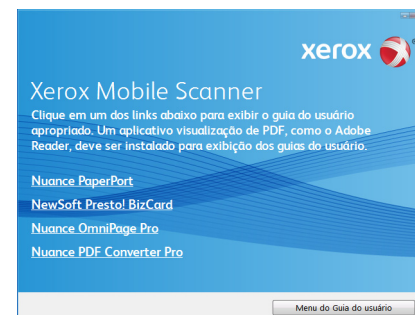 xerox
Xerox Mobile Scanner
Clique em um dos links abaixo para exibir o guia do usuário
apropriado. Um aplicativo visualização de PDF, como o Adobe
Reader, deve ser instalado para exibição dos guias do usuário.
Nuance PaperPort
NewSoft Presto! BizCard
Nuance OmniPage Pro
Nuance PDF Converter Pro
Menu do Guia do usuário